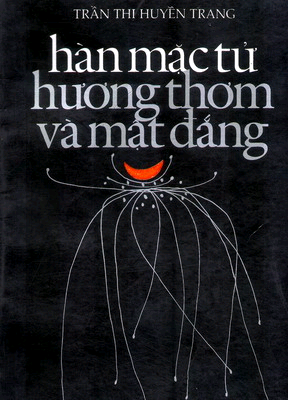 TRẦN THỊ HUYỀN TRANG
hàn mặc tử
hương thơm
và mật đắng